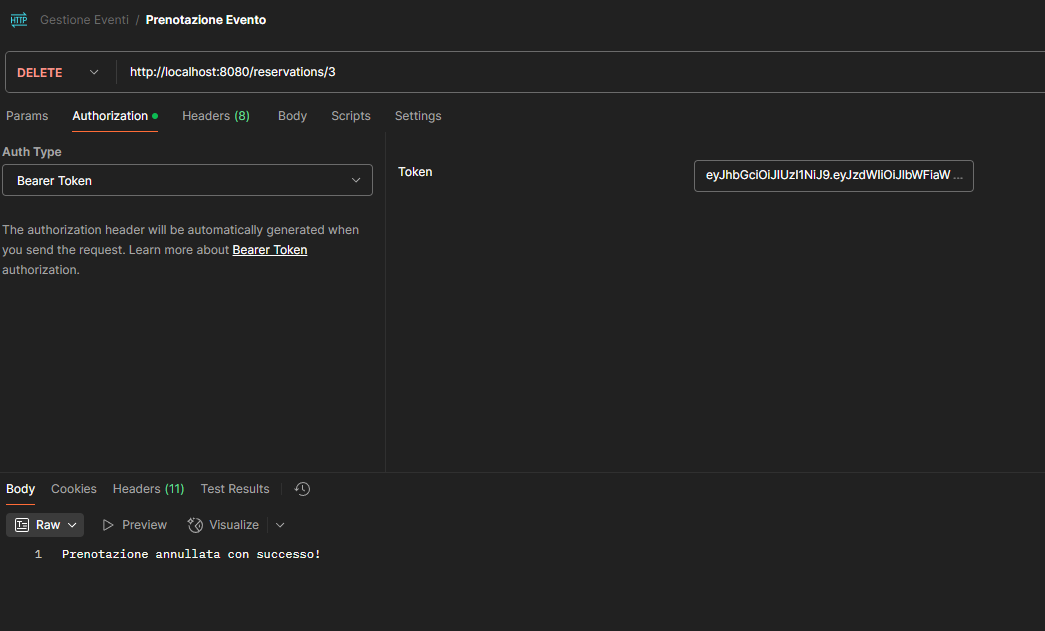 HTTP Gestione Eventi / Prenotazione Evento
DELETE http://localhost:8080/reservations/3
Params Authorization Headers (8) Body Scripts Settings
Auth Type
Bearer Token
Token eyJhbGciOiJIUzI1NiJ9.eyJzdWIiOiJlbWFiaW ...
The authorization header will be automatically generated when
you send the request. Learn more about Bearer Token
authorization.
Body Cookies Headers (11) Test Results
Raw Preview Visualize
1 Prenotazione annullata con successo!